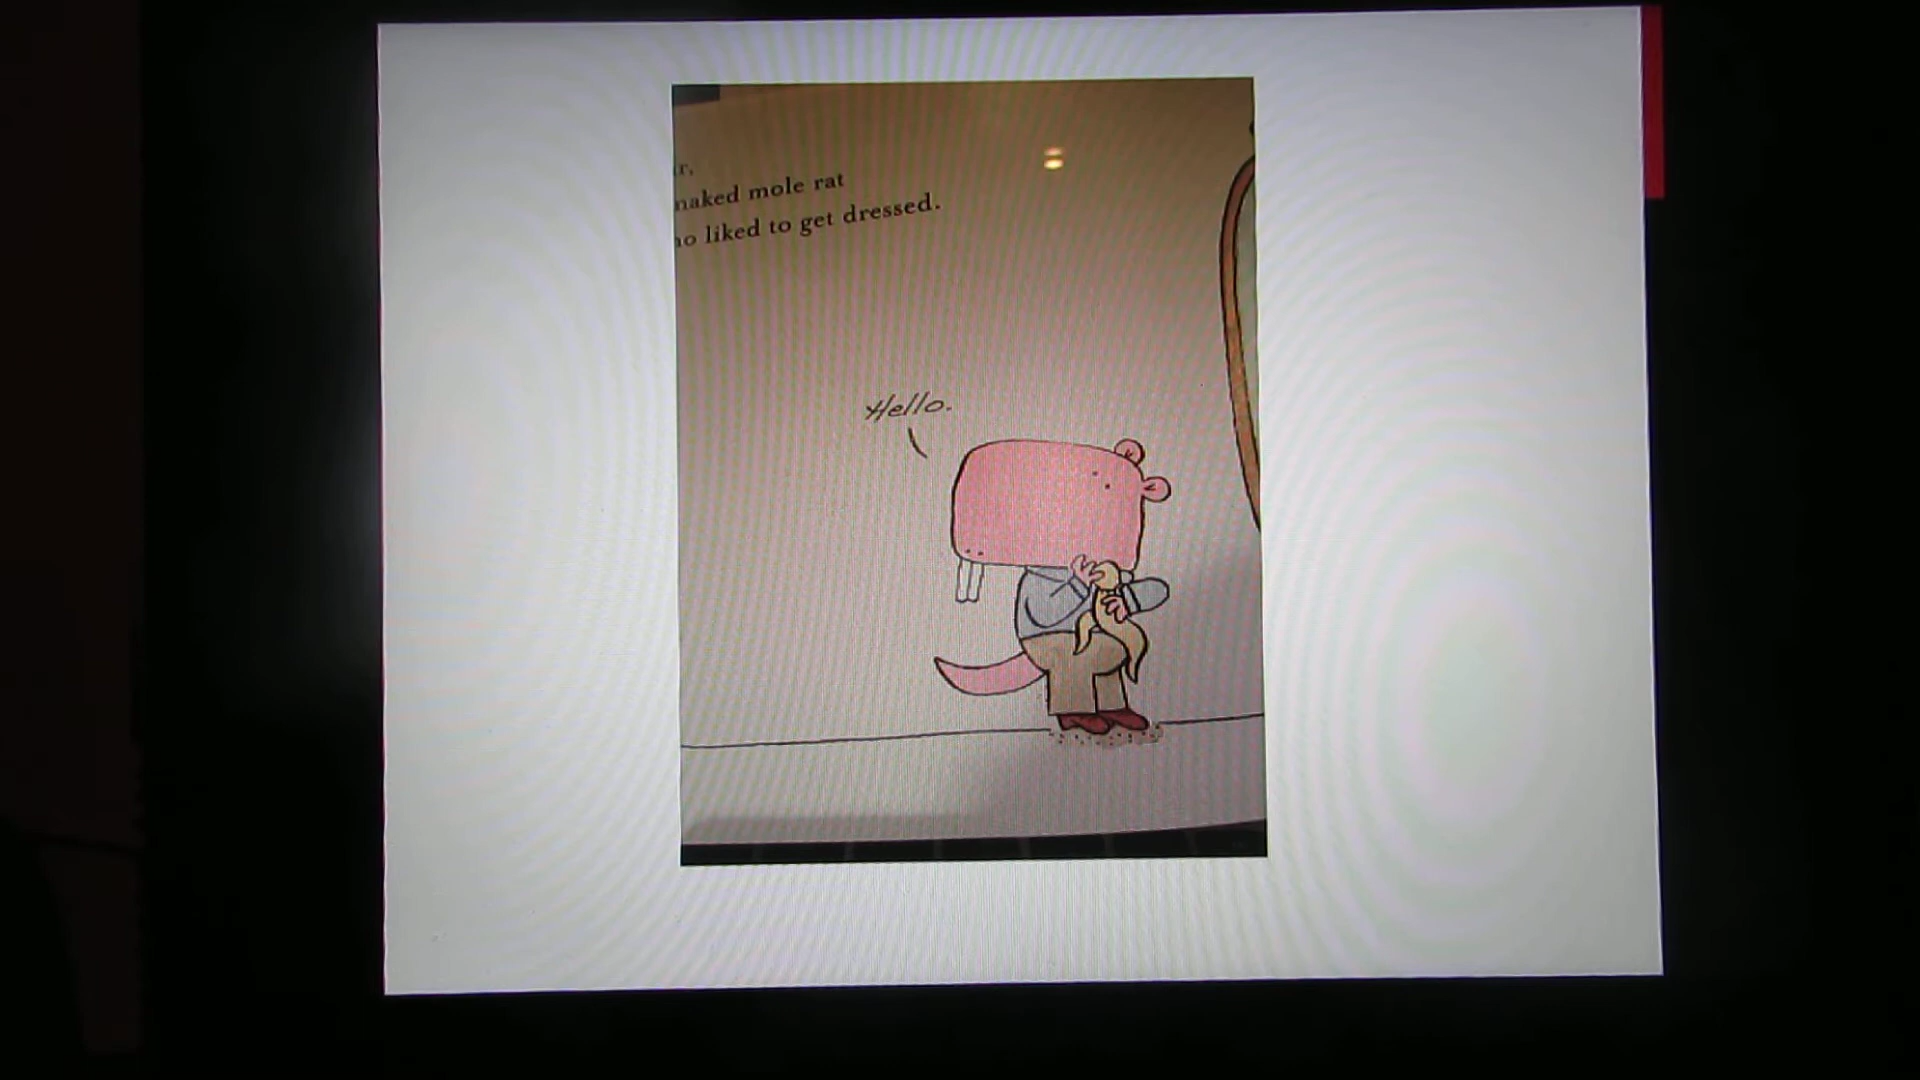 naked mole rat
liked to get dressed.
Hello.